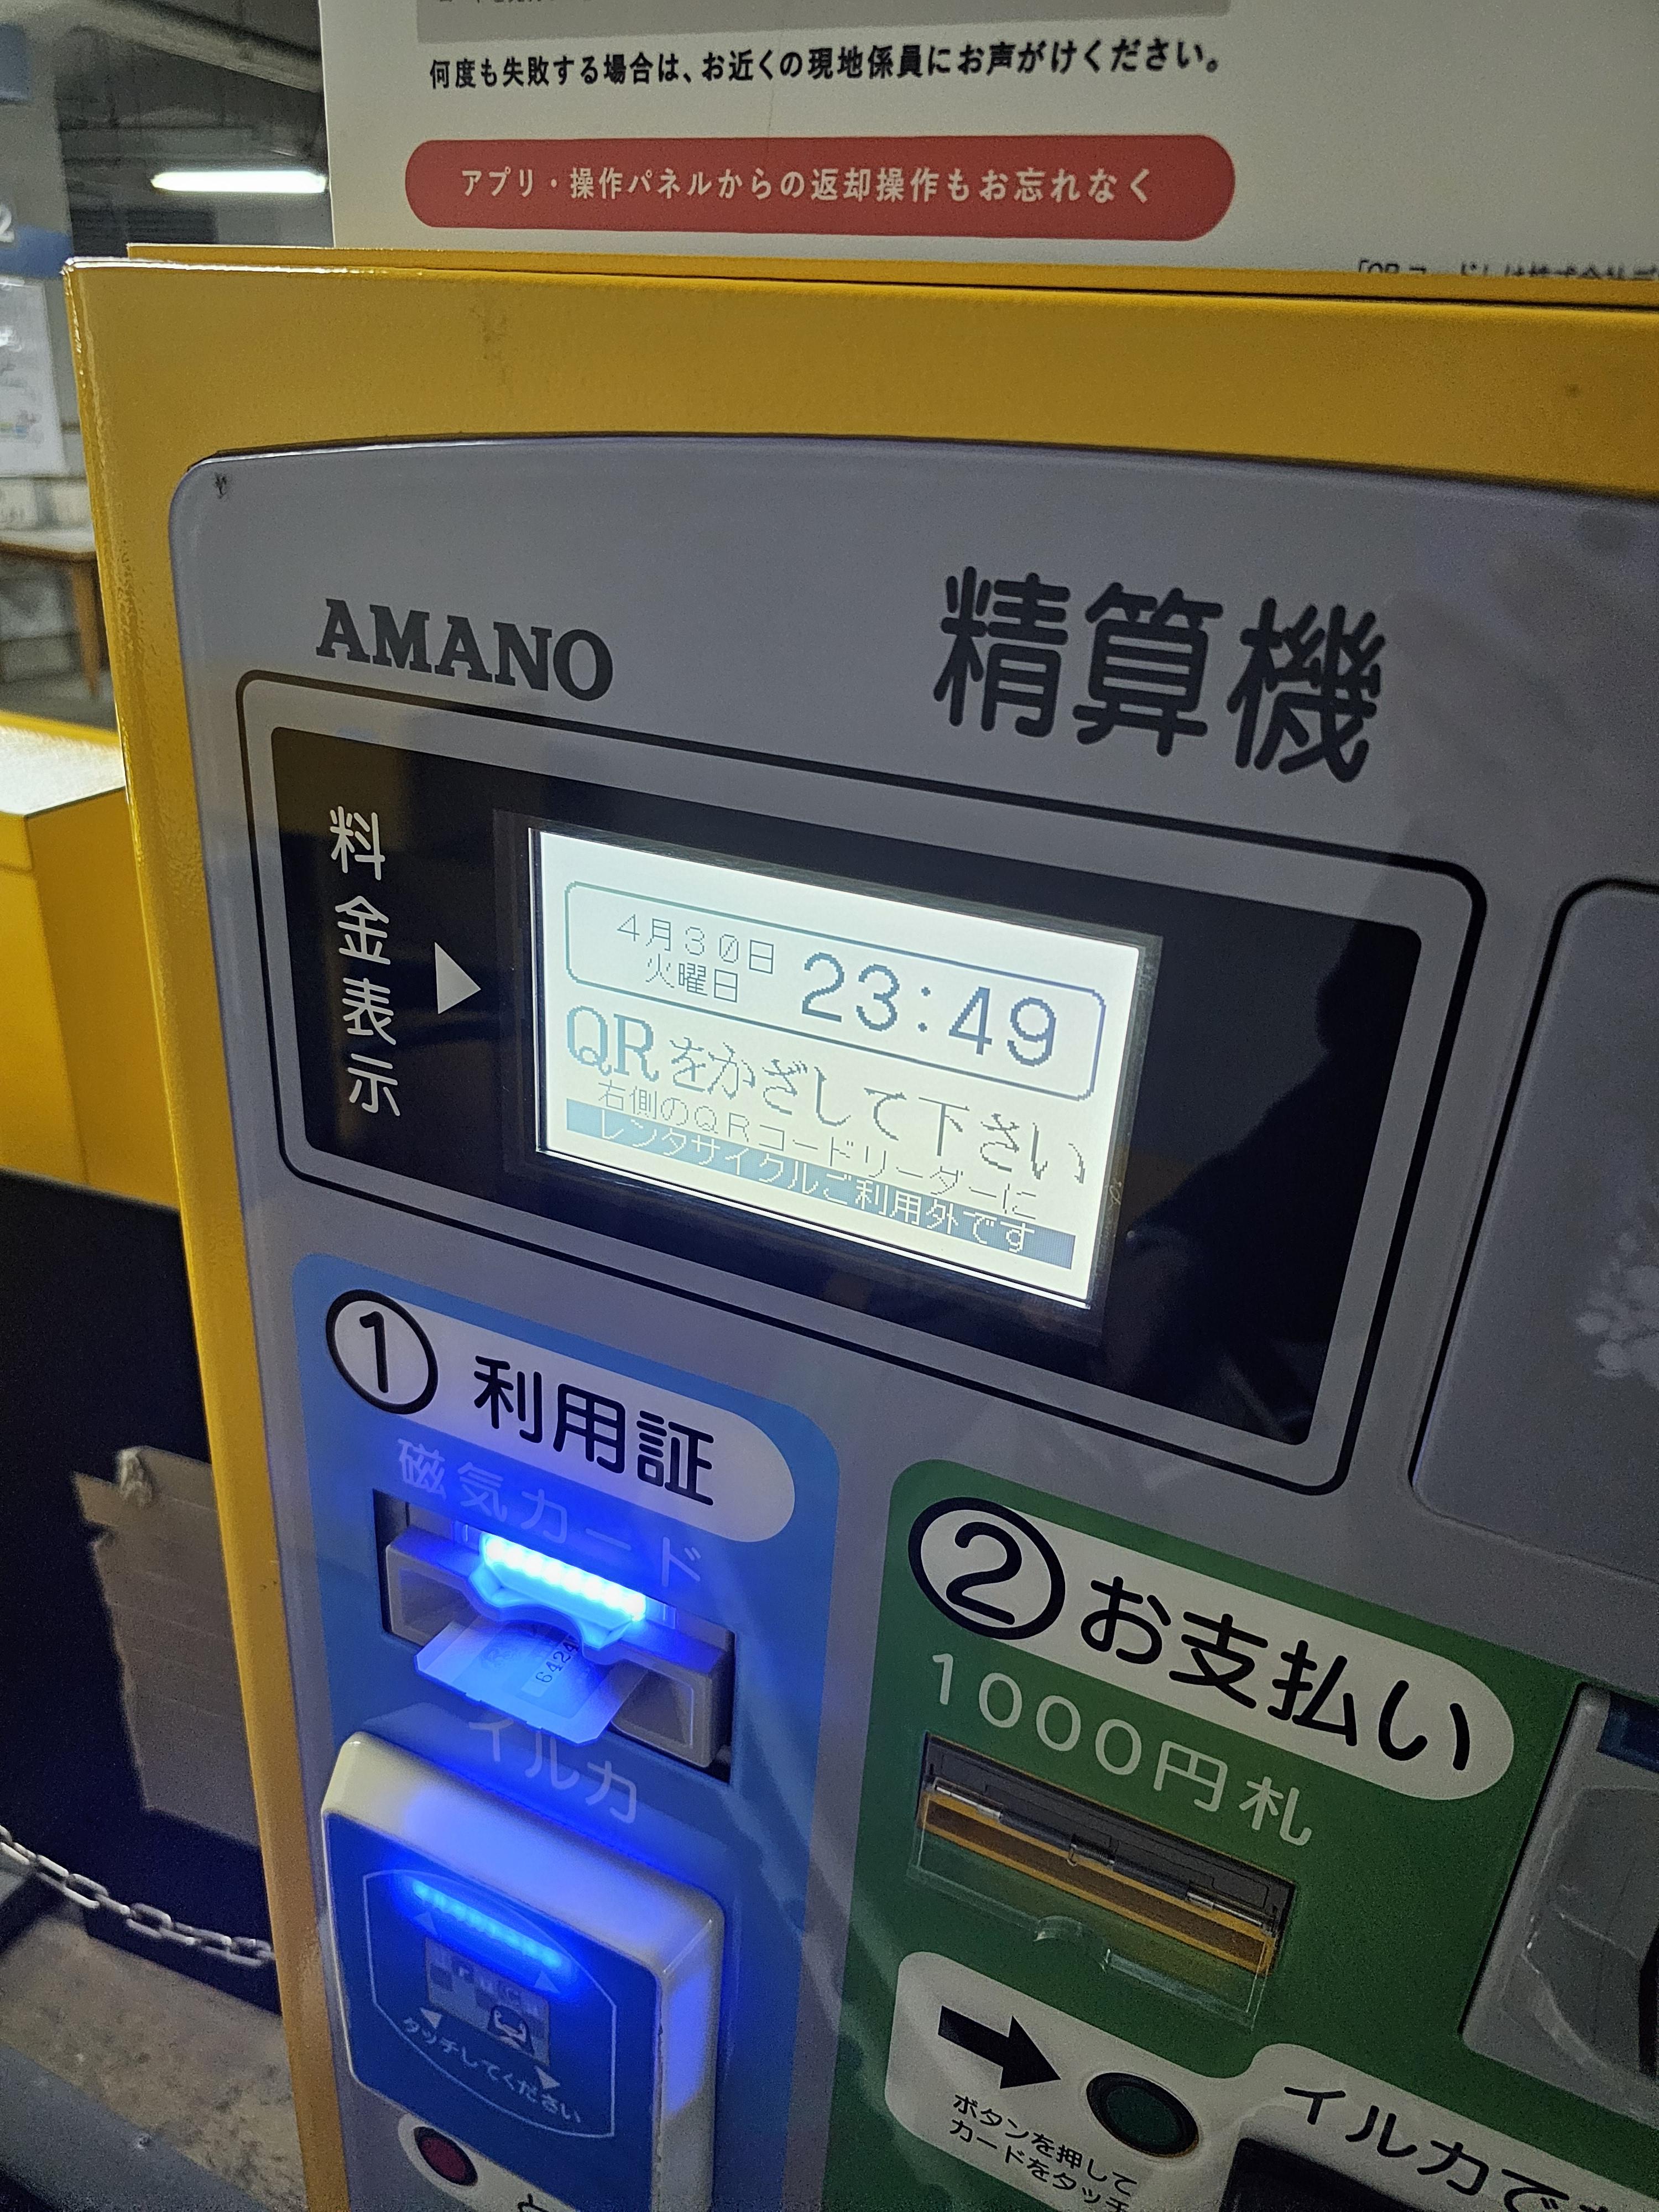 何度も失敗する場合は、お近くの現地係員にお声がけください。
アプリ・操作パネルからの返却操作もお忘れなく
AMANO
精算機
料金表示
4月30日
火曜日
23:49
QRをかざして下さい
右側のQRコードリーダーに
レンタサイクルご利用外です
① 利用証
磁気カード
6424
イルカ
タッチしてください
② お支払い
1000円札
ボタンを押して
カードをタッチ
イルカで